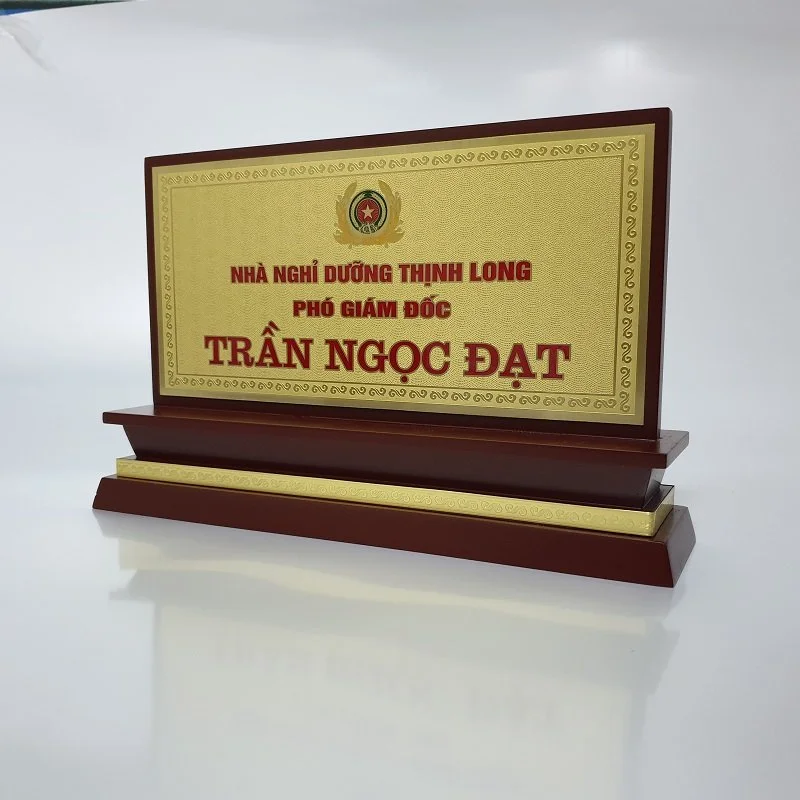 NHÀ NGHỈ DƯỠNG THỊNH LONG
PHÓ GIÁM ĐỐC
TRẦN NGỌC ĐẠT